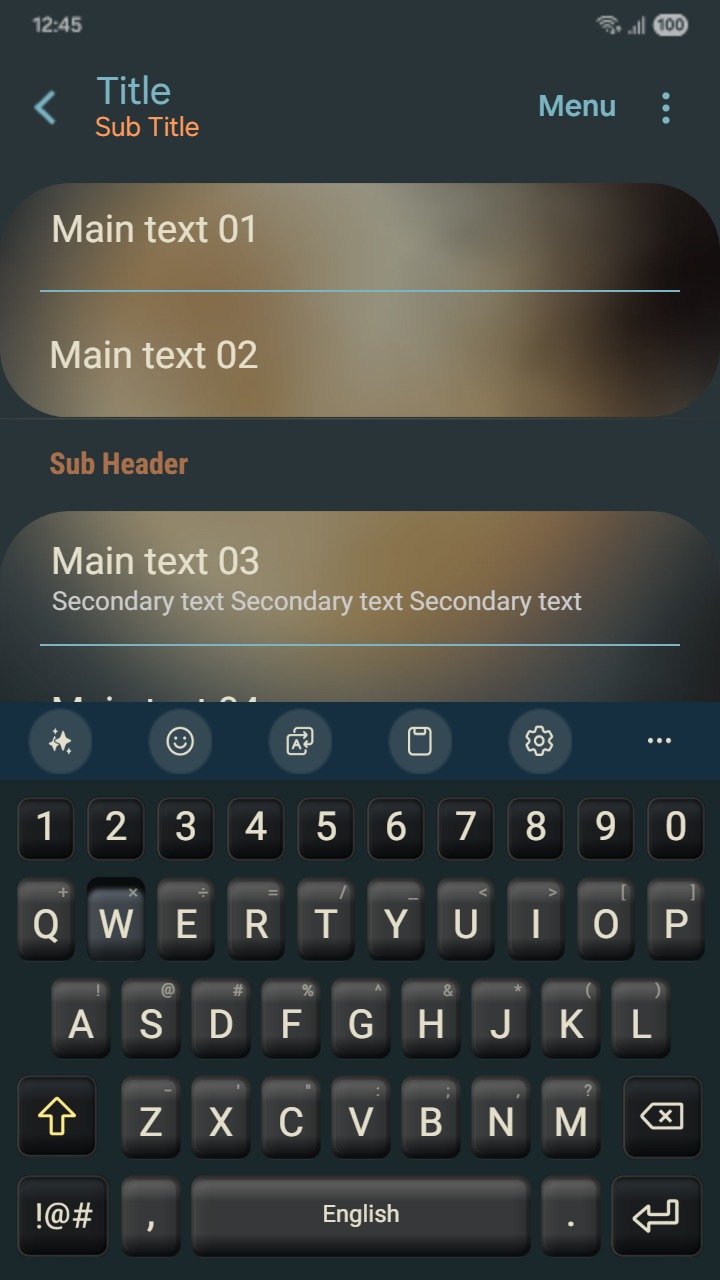 12:45
100
Title
Sub Title
Menu
Main text 01
Main text 02
Sub Header
Main text 03
Secondary text Secondary text Secondary text
1 2 3 4 5 6 7 8 9 0
+ × ÷ = / _ < > [ ]
Q W E R T Y U I O P
! @ # % ^ & * ( )
A S D F G H J K L
- ' " : ; , ?
Z X C V B N M
!@# , English .